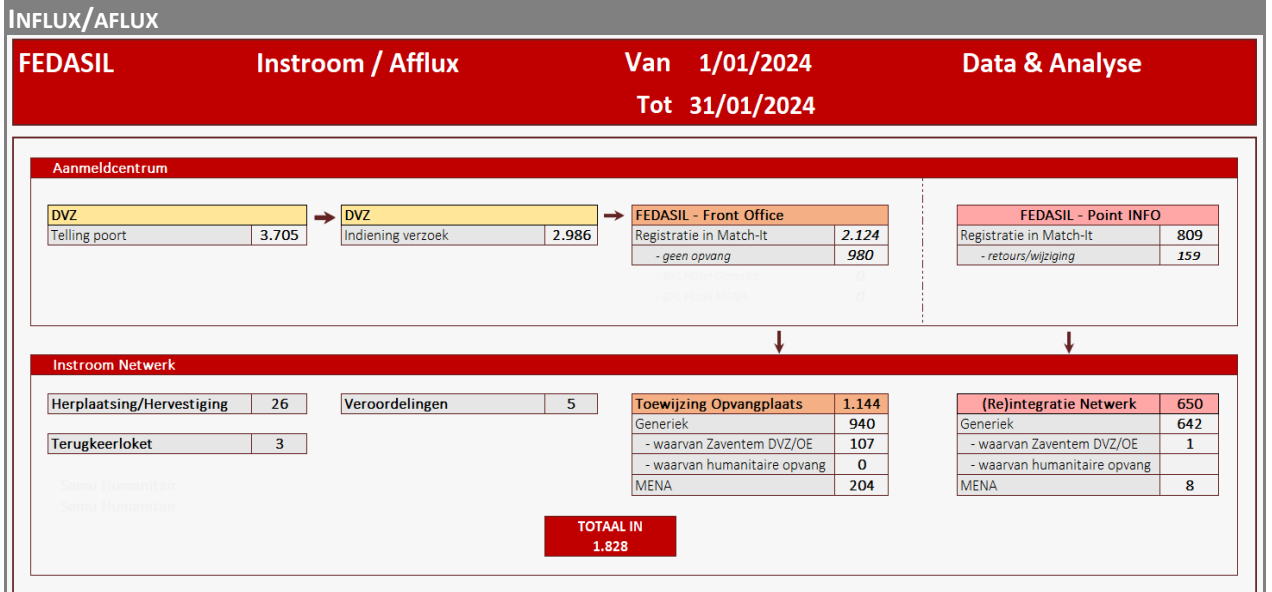 INFLUX/AFLUX
FEDASIL Instroom / Afflux Van 1/01/2024 Data & Analyse
Tot 31/01/2024
Aanmeldcentrum
DVZ
Telling poort 3.705
DVZ
Indiening verzoek 2.986
FEDASIL - Front Office
Registratie in Match-It 2.124
- geen opvang 980
FEDASIL - Point INFO
Registratie in Match-It 809
- retours/wijziging 159
Instroom Netwerk
Herplaatsing/Hervestiging 26
Terugkeerloket 3
Samu Humanitair
Samu Humanitair
Veroordelingen 5
Toewijzing Opvangplaats 1.144
Generiek 940
- waarvan Zaventem DVZ/OE 107
- waarvan humanitaire opvang 0
MENA 204
(Re)integratie Netwerk 650
Generiek 642
- waarvan Zaventem DVZ/OE 1
- waarvan humanitaire opvang
MENA 8
TOTAAL IN
1.828